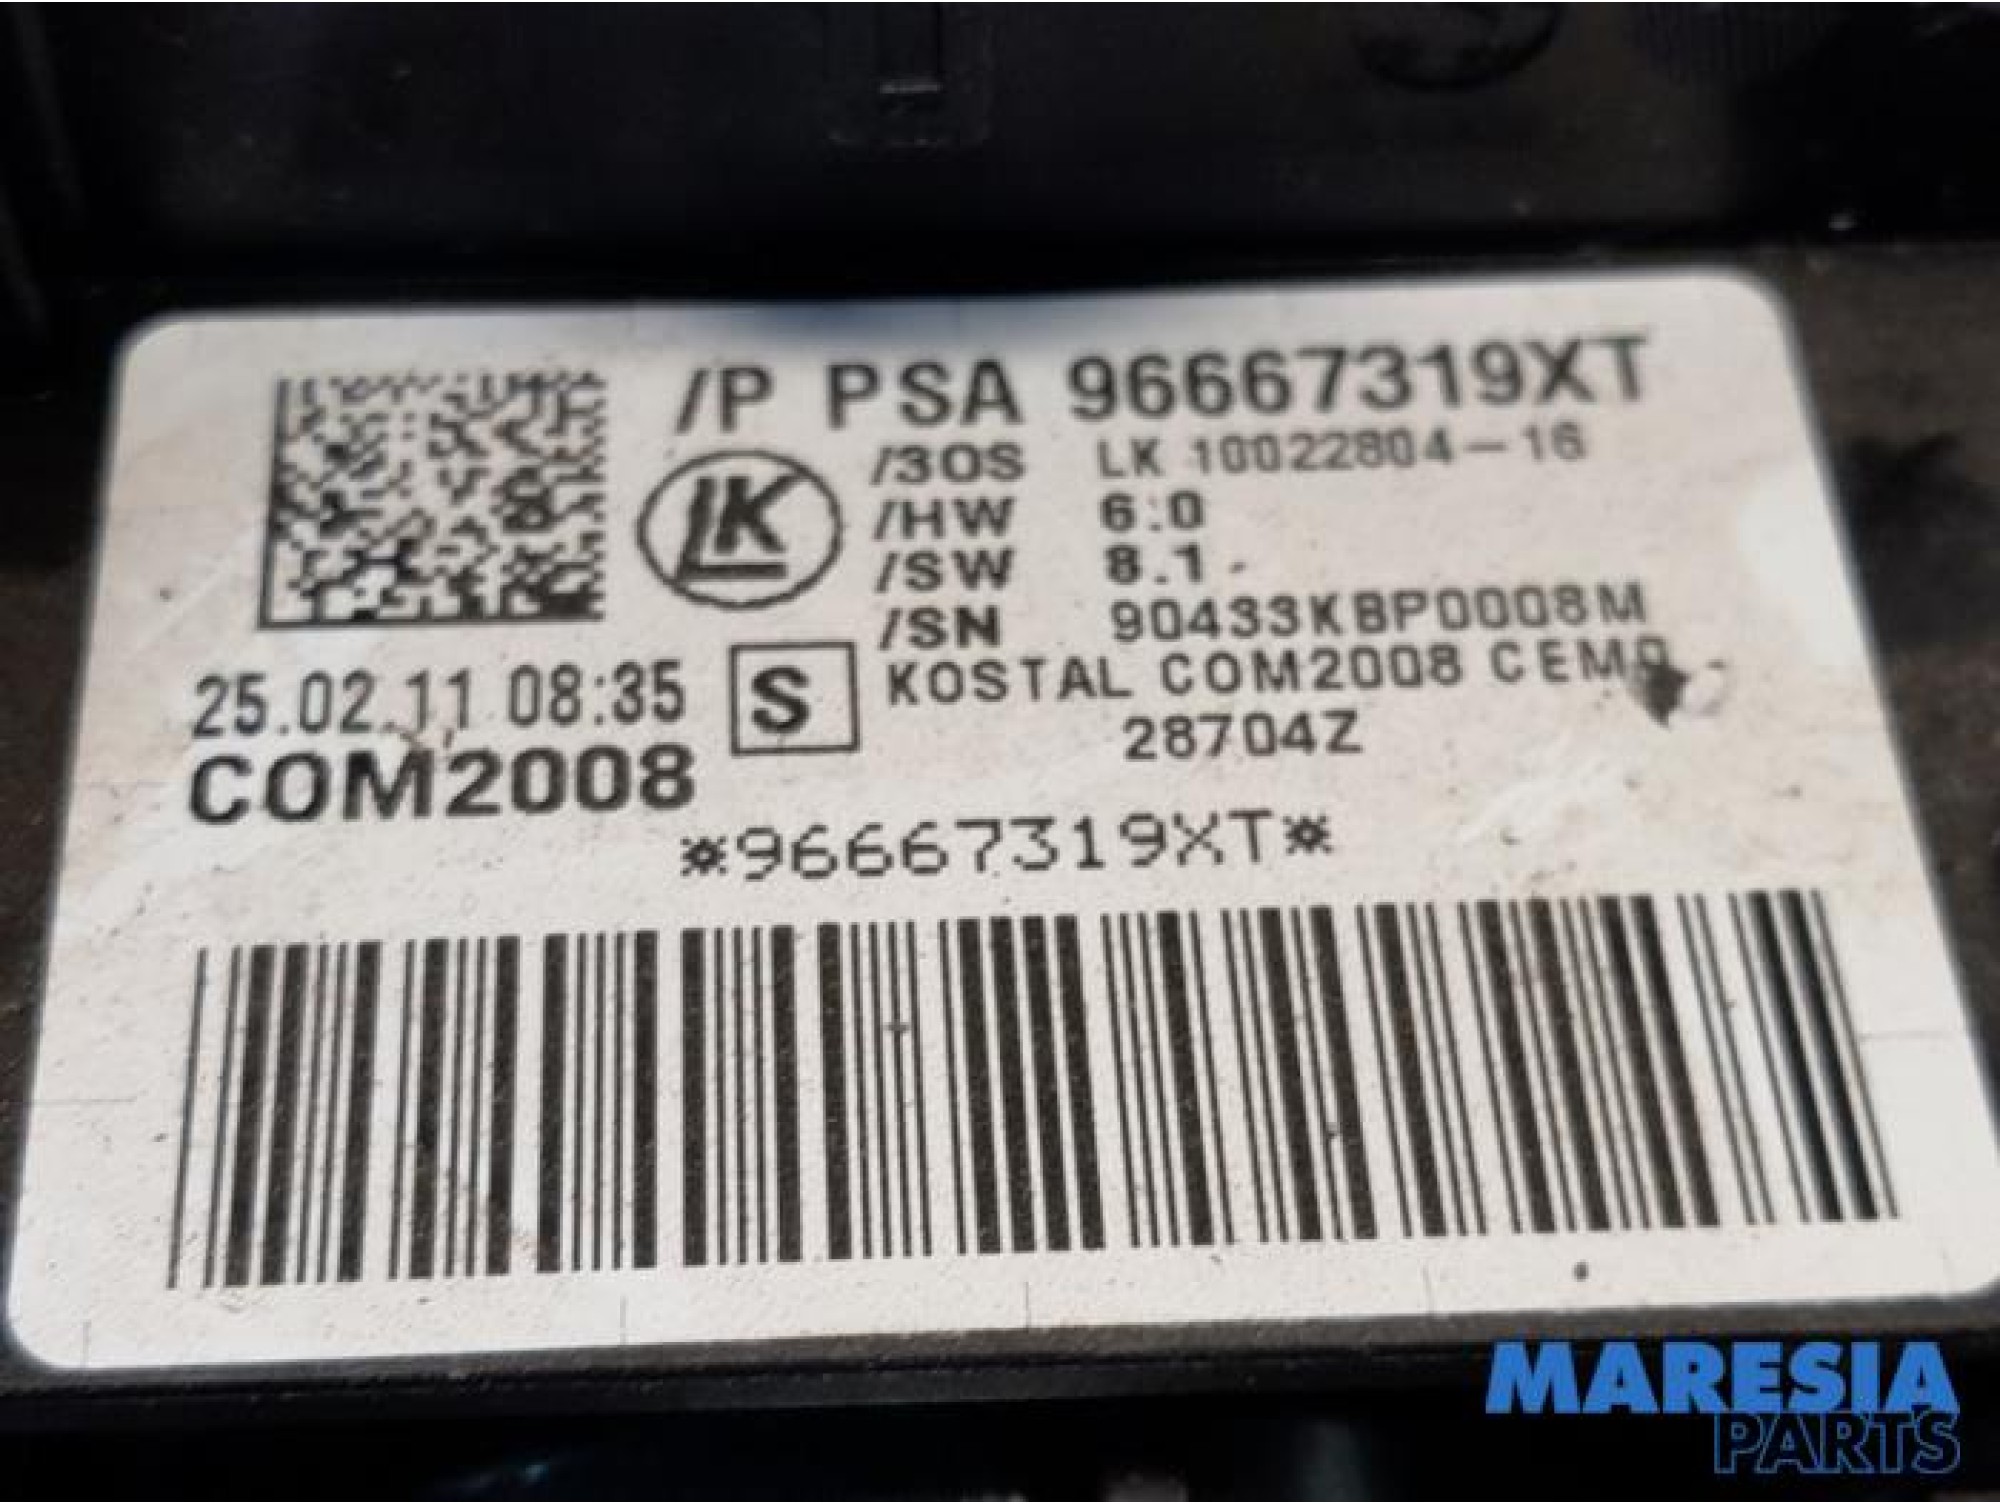 /P PSA 96667319XT
/3OS LK 10022804-16
LK
/HW 6.0
/SW 8.1
/SN 90433KBP0008M
25.02.11 08:35 S KOSTAL COM2008
28704Z
COM2008
*96667319XT*
MARESIA
PARTS